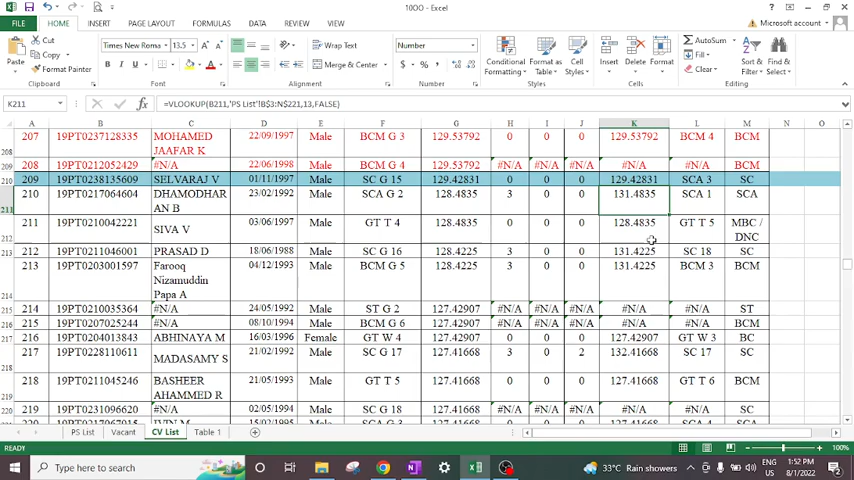 1000 - Excel
Microsoft account
FILE HOME INSERT PAGE LAYOUT FORMULAS DATA REVIEW VIEW
Cut
Copy
Format Painter
Paste
Clipboard
Times New Roma 13.5
B I U
Font
Wrap Text
Merge & Center
Alignment
Number
$ % ,
Number
Conditional Formatting
Format as Table
Cell Styles
Styles
Insert Delete Format
Cells
AutoSum
Fill
Clear
Sort & Filter
Find & Select
Editing
K211 fx =VLOOKUP(B211,'PS List'!B$3:N$221,13,FALSE)
A B C D E F G H I J K L M N O
208 207 19PT0237128335 MOHAMED JAAFAR K 22/09/1997 Male BCM G 3 129.53792 0 0 0 129.53792 BCM 4 BCM
209 208 19PT0212052429 #N/A 22/06/1998 Male BCM G 4 129.53792 #N/A #N/A #N/A #N/A #N/A BCM
210 209 19PT0238135609 SELVARAJ V 01/11/1997 Male SC G 15 129.42831 0 0 0 129.42831 SCA 3 SC
211 210 19PT0217064604 DHAMODHAR AN B 23/02/1992 Male SCA G 2 128.4835 3 0 0 131.4835 SCA 1 SCA
212 211 19PT0210042221 SIVA V 03/06/1997 Male GT T 4 128.4835 0 0 0 128.4835 GT T 5 MBC / DNC
213 212 19PT0211046001 PRASAD D 18/06/1988 Male SC G 16 128.4225 3 0 0 131.4225 SC 18 SC
214 213 19PT0203001597 Farooq Nizamuddin Papa A 04/12/1993 Male BCM G 5 128.4225 3 0 0 131.4225 BCM 3 BCM
215 214 19PT0210035364 #N/A 24/05/1992 Male ST G 2 127.42907 #N/A #N/A #N/A #N/A #N/A ST
216 215 19PT0207025244 #N/A 08/10/1994 Male BCM G 6 127.42907 #N/A #N/A #N/A #N/A #N/A BCM
217 216 19PT0204013843 ABHINAYA M 16/03/1996 Female GT W 4 127.42907 0 0 0 127.42907 GT W 3 BC
218 217 19PT0228110611 MADASAMY S 21/02/1992 Male SC G 17 127.41668 3 0 2 132.41668 SC 17 SC
219 218 19PT0211045246 BASHEER AHAMMED R 21/05/1993 Male GT T 5 127.41668 0 0 0 127.41668 GT T 6 BCM
220 219 19PT0231096620 #N/A 02/05/1994 Male SC G 18 127.41668 #N/A #N/A #N/A #N/A #N/A SC
PS List Vacant CV List Table 1
READY 100%
Type here to search
33°C Rain showers
ENG
US
1:52 PM
8/1/2022